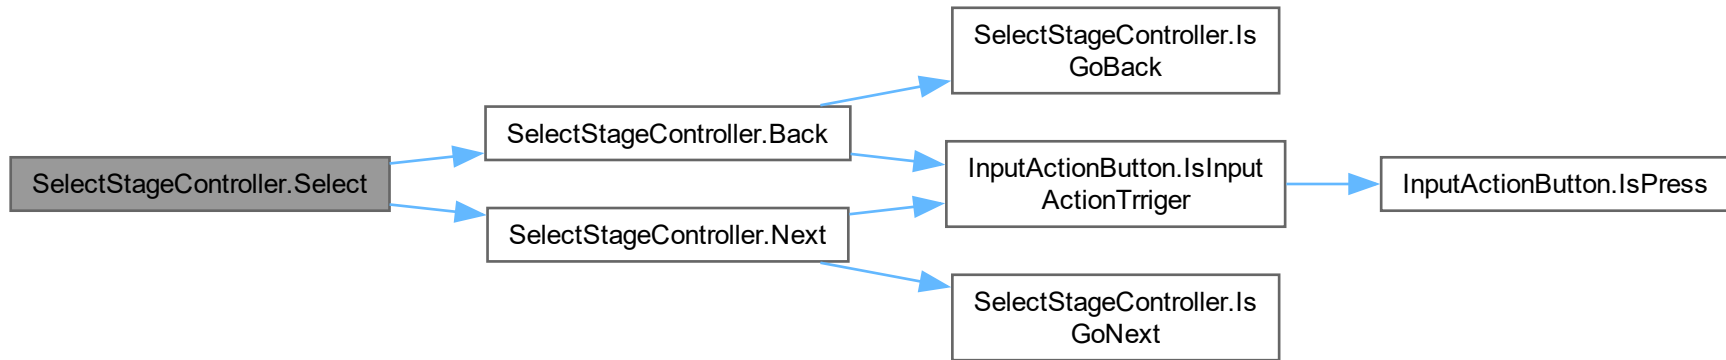 SelectStageController.Select
SelectStageController.Back
SelectStageController.Next
SelectStageController.Is
GoBack
InputActionButton.IsInput
ActionTrriger
SelectStageController.Is
GoNext
InputActionButton.IsPress